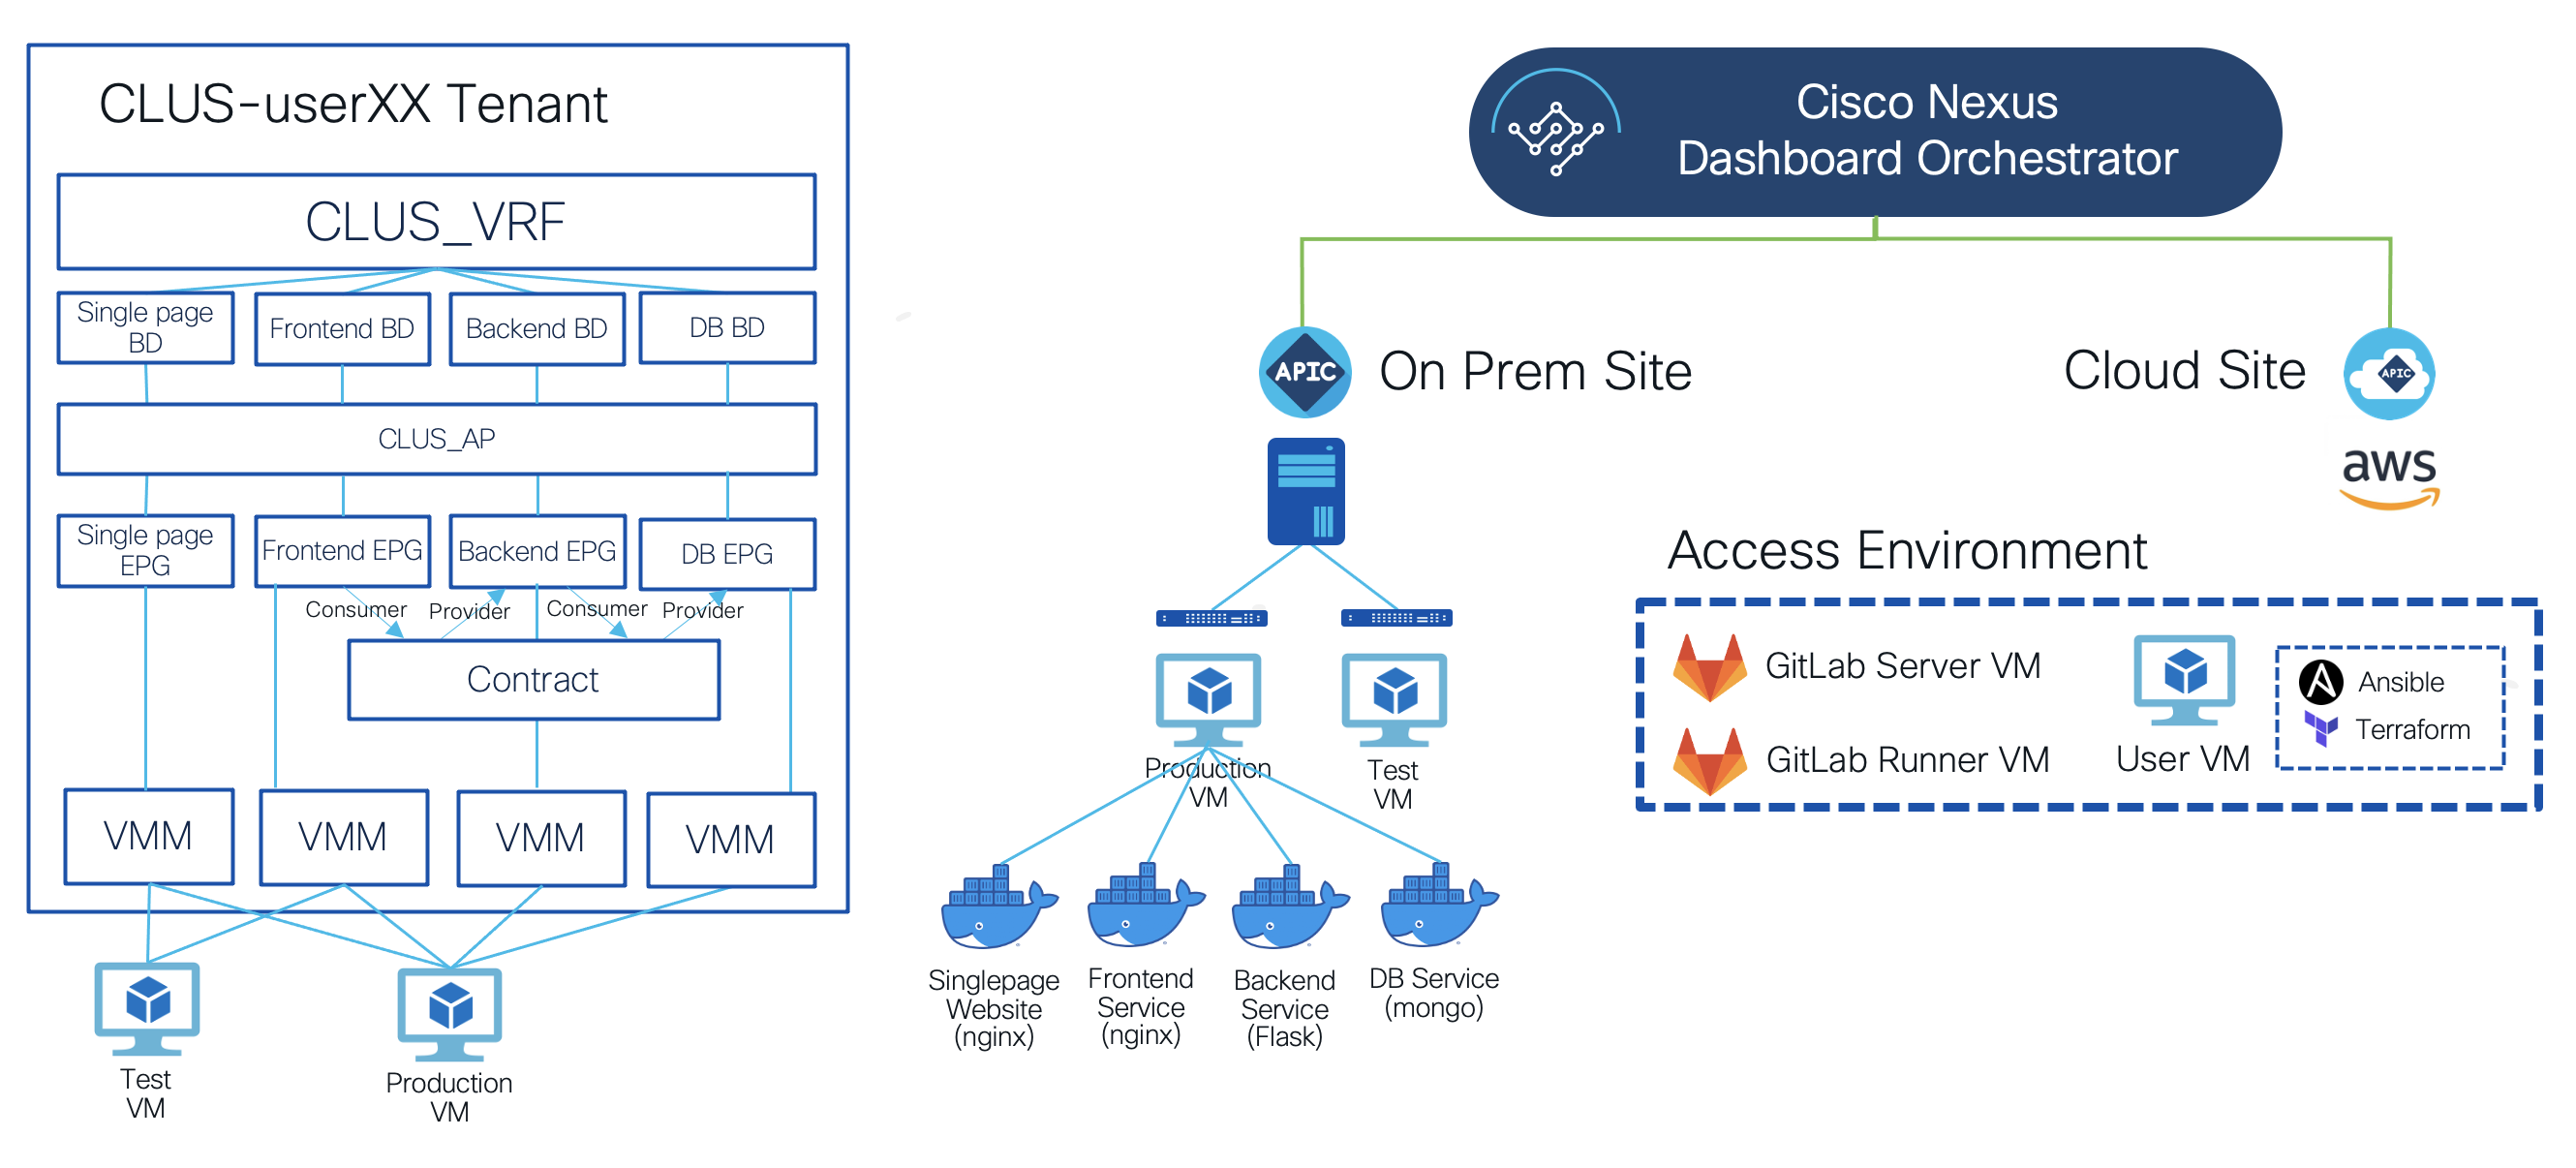 CLUS-userXX Tenant
CLUS_VRF
Single page
BD
Frontend BD
Backend BD
DB BD
CLUS_AP
Single page
EPG
Frontend EPG
Backend EPG
DB EPG
Consumer
Provider
Consumer
Provider
Contract
VMM
VMM
VMM
VMM
Test
VM
Production
VM
Cisco Nexus
Dashboard Orchestrator
APIC
On Prem Site
Cloud Site
APIC
aws
Production
VM
Test
VM
Singlepage
Website
(nginx)
Frontend
Service
(nginx)
Backend
Service
(Flask)
DB Service
(mongo)
Access Environment
GitLab Server VM
GitLab Runner VM
User VM
Ansible
Terraform